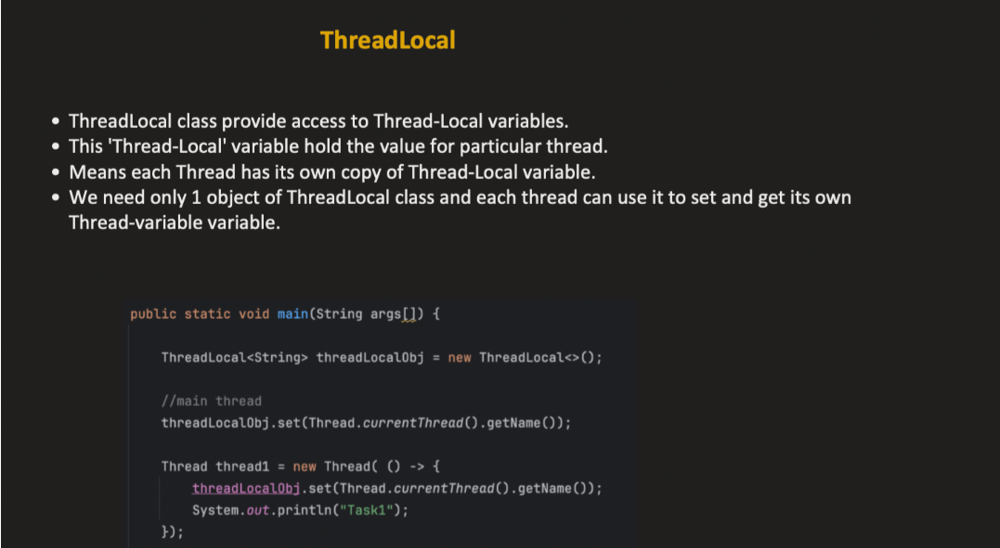 ThreadLocal
• ThreadLocal class provide access to Thread-Local variables.
• This 'Thread-Local' variable hold the value for particular thread.
• Means each Thread has its own copy of Thread-Local variable.
• We need only 1 object of ThreadLocal class and each thread can use it to set and get its own
Thread-variable variable.
public static void main(String args[]) {
ThreadLocal<String> threadLocalObj = new ThreadLocal<>();
//main thread
threadLocalObj.set(Thread.currentThread().getName());
Thread thread1 = new Thread( () -> {
threadLocalObj.set(Thread.currentThread().getName());
System.out.println("Task1");
});